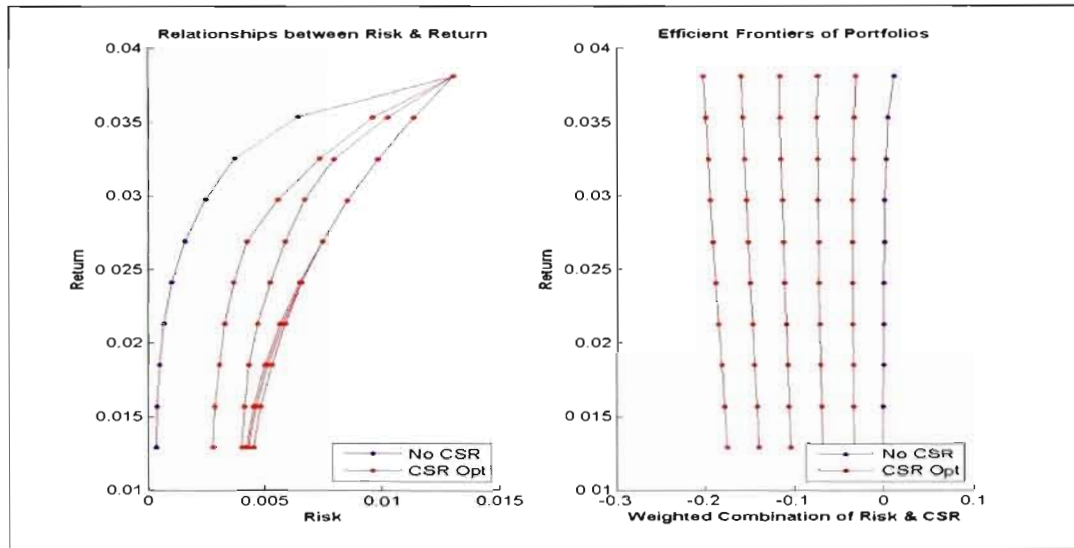 Relationships between Risk & Return
0 04
0.035
0 03
0 025
0 02
0 015
0 01
Return
0
0.005
0 01
0.015
Risk
No CSR
CSR Opt
Efficient Frontiers of Portfolios
0 04
0.035
0 03
0.025
0 02
0.015
0 01
Return
-0.3
-0.2
-0.1
0
0.1
Weighted Combination of Risk & CSR
No CSR
CSR Opt